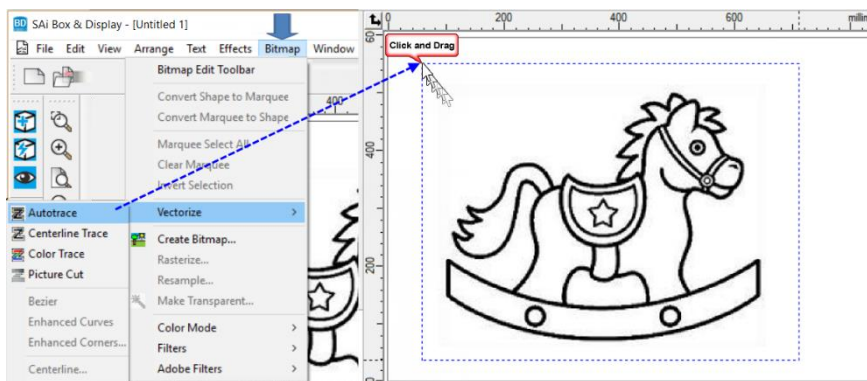 BD SAi Box & Display - [Untitled 1]
File Edit View Arrange Text Effects Bitmap Window
Bitmap Edit Toolbar
Convert Shape to Marquee
Convert Marquee to Shape
Marquee Select All
Clear Marquee
Invert Selection
Vectorize
Create Bitmap...
Rasterize...
Resample...
Make Transparent...
Color Mode
Filters
Adobe Filters
Autotrace
Centerline Trace
Color Trace
Picture Cut
Bezier
Enhanced Curves
Enhanced Corners...
Centerline...
400
0 200 400 600
Click and Drag
400
200